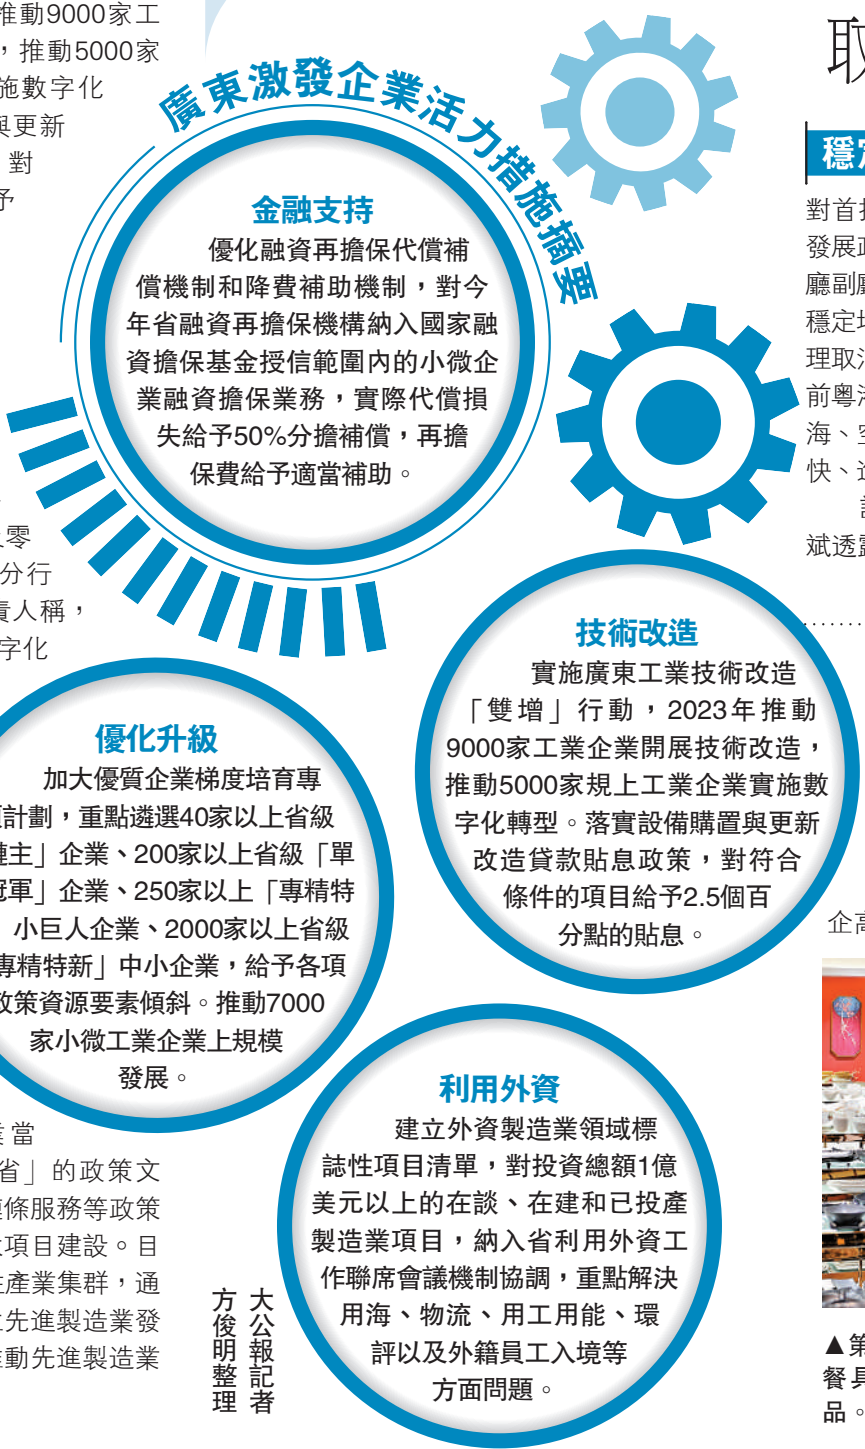 推動9000家工
，推動5000家
施數字化
與更新
對
予
零
分行
責人稱，
字化
當
省」的政策文
條服務等政策
項目建設。目
產業集群，通
先進製造業發
推動先進製造業
廣東激發企業活力措施摘要
金融支持
優化融資再擔保代償補
償機制和降費補助機制，對今
年省融資再擔保機構納入國家融
資擔保基金授信範圍內的小微企
業融資擔保業務，實際代償損
失給予50%分擔補償，再擔
保費給予適當補助。
技術改造
實施廣東工業技術改造
「雙增」行動，2023年推動
9000家工業企業開展技術改造，
推動5000家規上工業企業實施數
字化轉型。落實設備購置與更新
改造貸款貼息政策，對符合
條件的項目給予2.5個百
分點的貼息。
優化升級
加大優質企業梯度培育專
計劃，重點遴選40家以上省級
鏈主」企業、200家以上省級「單
冠軍」企業、250家以上「專精特
」小巨人企業、2000家以上省級
專精特新」中小企業，給予各項
政策資源要素傾斜。推動7000
家小微工業企業上規模
發展。
利用外資
建立外資製造業領域標
誌性項目清單，對投資總額1億
美元以上的在談、在建和已投產
製造業項目，納入省利用外資工
作聯席會議機制協調，重點解決
用海、物流、用工用能、環
評以及外籍員工入境等
方面問題。
大公報記者
方俊明整理
取
穩定
對首
發展
廳副
穩定
理取
前粵
海、
快、
斌透露
企高
▲第
餐具
品。